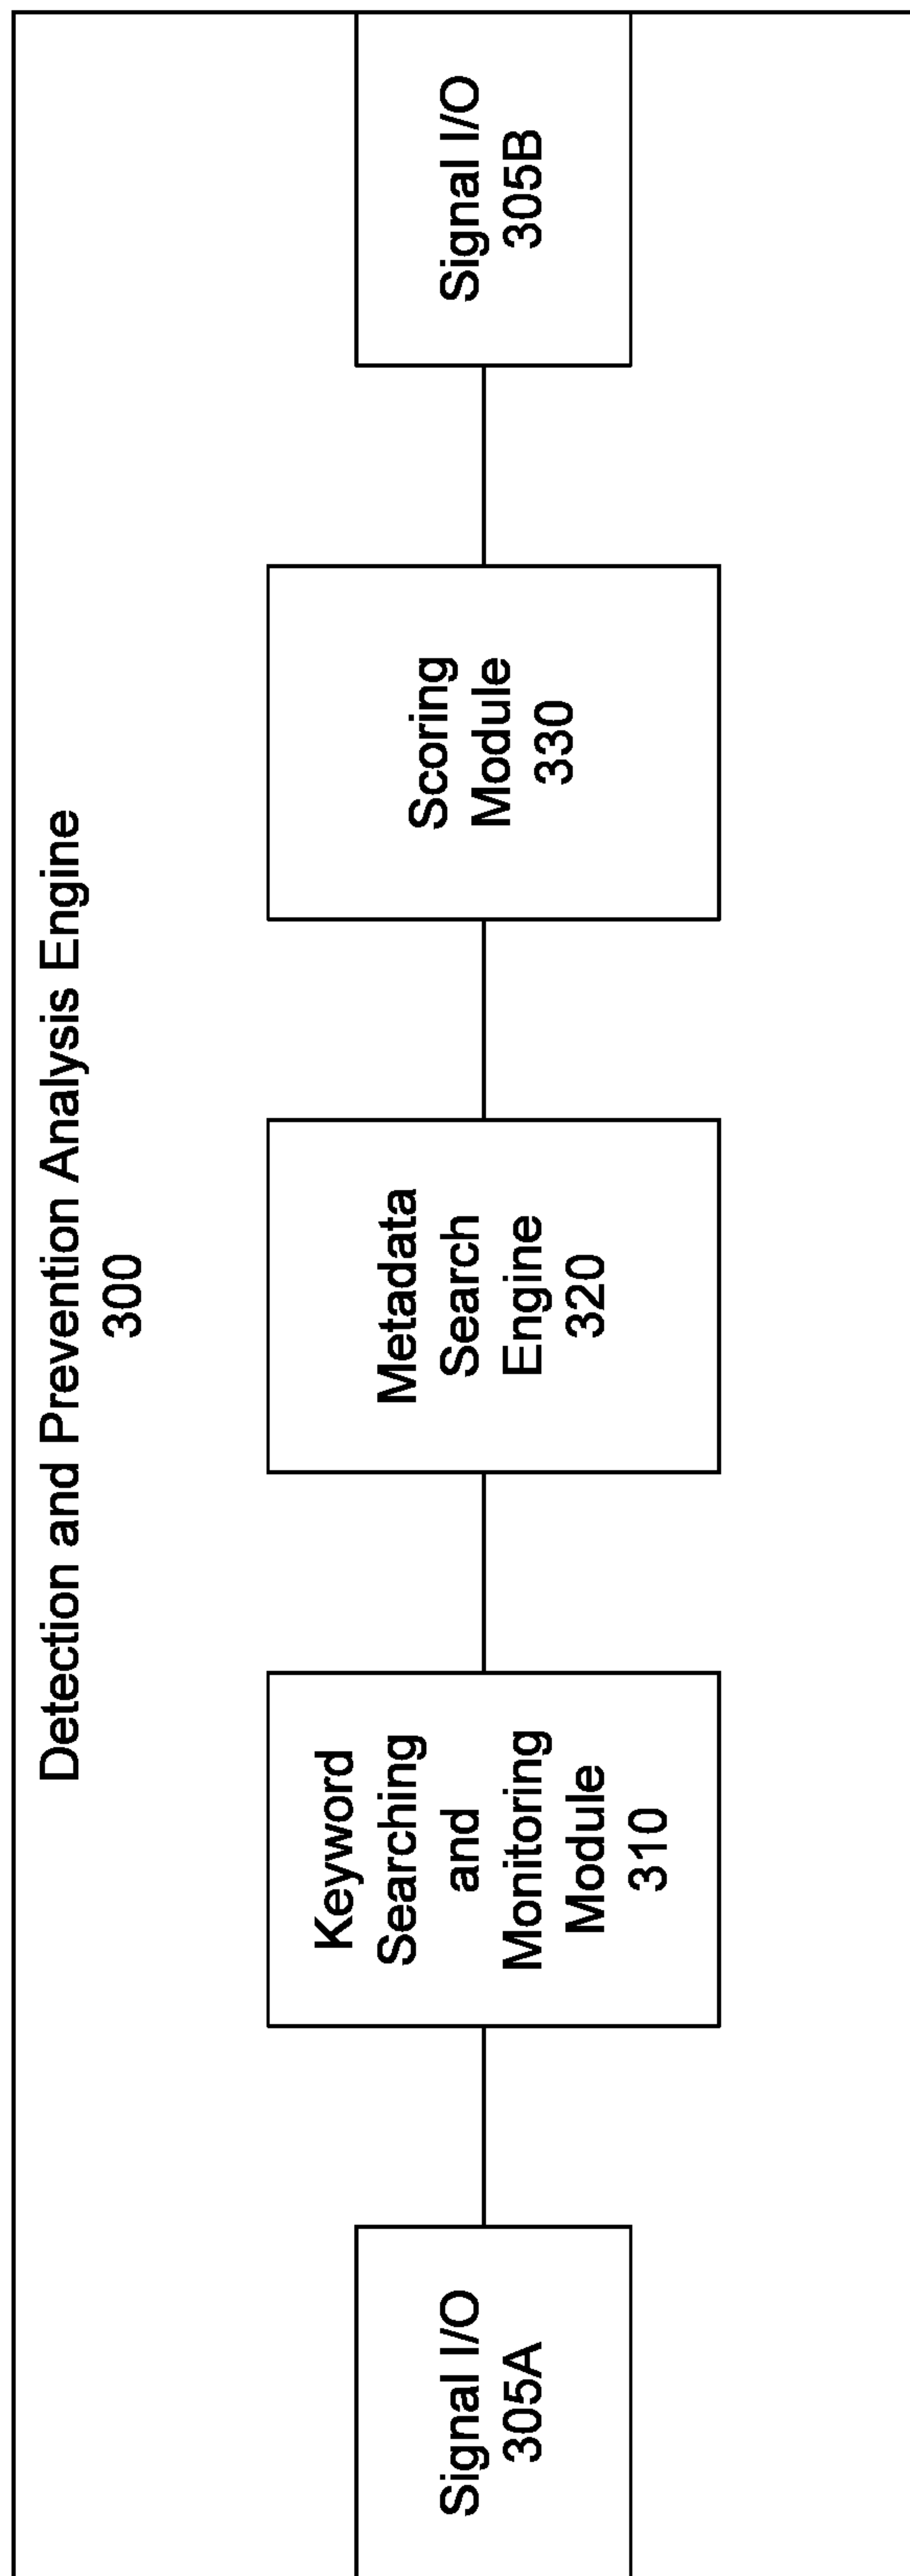 Detection and Prevention Analysis Engine
300
Signal I/O
305A
Keyword
Searching
and
Monitoring
Module
310
Metadata
Search
Engine
320
Scoring
Module
330
Signal I/O
305B